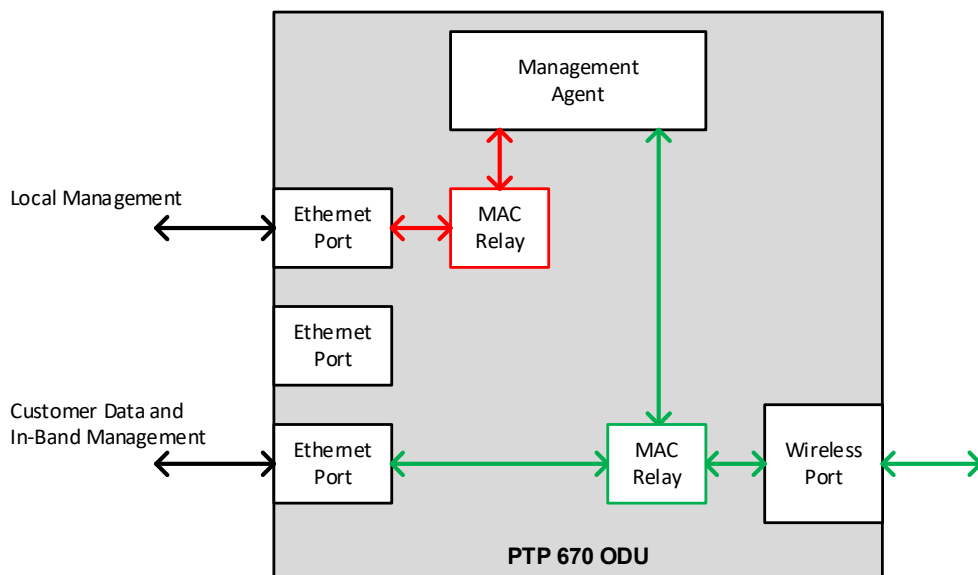 Management
Agent
Local Management
Ethernet
Port
MAC
Relay
Ethernet
Port
Customer Data and
In-Band Management
Ethernet
Port
MAC
Relay
Wireless
Port
PTP 670 ODU